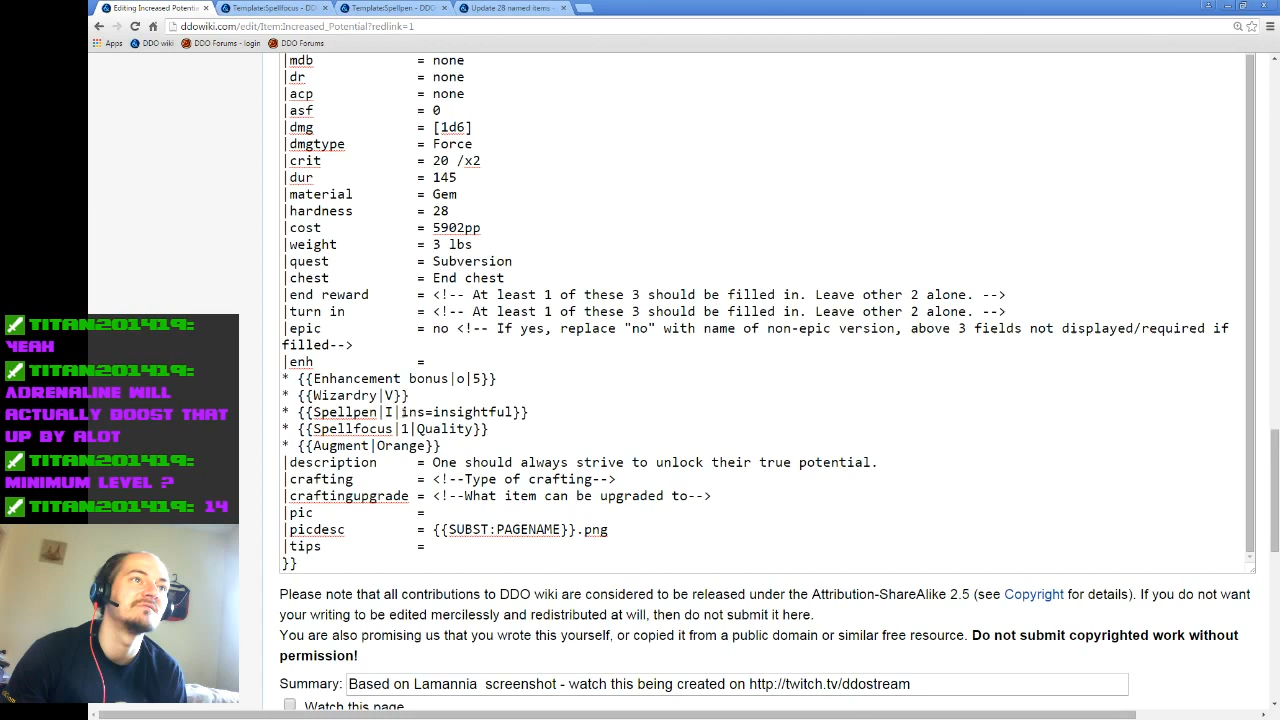 Editing Increased Potenti
Template:Spellfocus - DD
Template:Spellpen - DDO
Update 28 named items -
ddowiki.com/edit/Item:Increased_Potential?redlink=1
Apps
DDO wiki
DDO Forums - login
DDO Forums
|mdb = none
|dr = none
|acp = none
|asf = 0
|dmg = [1d6]
|dmgtype = Force
|crit = 20 /x2
|dur = 145
|material = Gem
|hardness = 28
|cost = 5902pp
|weight = 3 lbs
|quest = Subversion
|chest = End chest
|end reward = <!-- At least 1 of these 3 should be filled in. Leave other 2 alone. -->
|turn in = <!-- At least 1 of these 3 should be filled in. Leave other 2 alone. -->
|epic = no <!-- If yes, replace "no" with name of non-epic version, above 3 fields not displayed/required if
filled-->
|enh =
* {{Enhancement bonus|o|5}}
* {{Wizardry|V}}
* {{Spellpen|I|ins=insightful}}
* {{Spellfocus|1|Quality}}
* {{Augment|Orange}}
|description = One should always strive to unlock their true potential.
|crafting = <!--Type of crafting-->
|craftingupgrade = <!--What item can be upgraded to-->
|pic =
|picdesc = {{SUBST:PAGENAME}}.png
|tips =
}}
Please note that all contributions to DDO wiki are considered to be released under the Attribution-ShareAlike 2.5 (see Copyright for details). If you do not want
your writing to be edited mercilessly and redistributed at will, then do not submit it here.
You are also promising us that you wrote this yourself, or copied it from a public domain or similar free resource. Do not submit copyrighted work without
permission!
Summary: Based on Lamannia screenshot - watch this being created on http://twitch.tv/ddostream
Watch this page
TITAN201419:
YEAH
TITAN201419:
ADRENALINE WILL
ACTUALLY BOOST THAT
UP BY ALOT
TITAN201419:
MINIMUM LEVEL ?
TITAN201419: 14